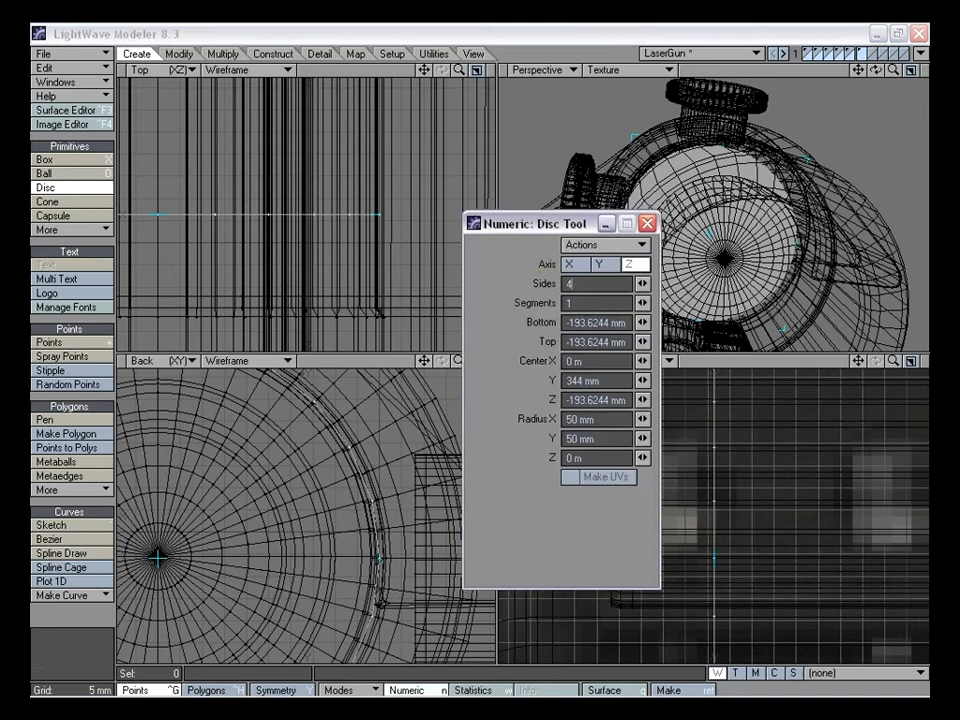 LightWave Modeler 8.3
File
Create Modify Multiply Construct Detail Map Setup Utilities View
LaserGun * 1
Edit
Top (XZ) Wireframe
Perspective Texture
Windows
Help
Surface Editor F3
Image Editor ^F4
Primitives
Box X
Ball O
Disc
Cone
Capsule
More
Numeric: Disc Tool
Actions
Axis X Y Z
Sides 4
Segments 1
Bottom -193.6244 mm
Top -193.6244 mm
Center X 0 m
Y 344 mm
Z -193.6244 mm
Radius X 50 mm
Y 50 mm
Z 0 m
Make UVs
Text
Text
Multi Text
Logo
Manage Fonts
Points
Points +
Spray Points
Stipple
Random Points
Back (XY) Wireframe
Polygons
Pen
Make Polygon
Points to Polys
Metaballs
Metaedges
More
Curves
Sketch
Bezier
Spline Draw
Spline Cage
Plot 1D
Make Curve
Sel: 0
W T M C S (none)
Grid: 5 mm
Points ^G Polygons ^H Symmetry Y Modes Numeric n Statistics w Info i Surface q Make ret